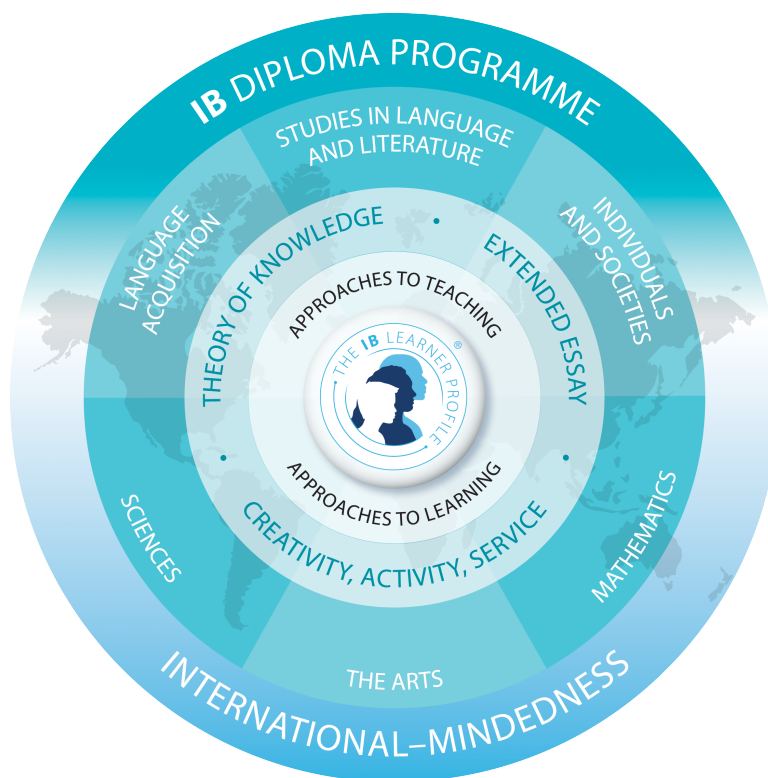 IB DIPLOMA PROGRAMME
STUDIES IN LANGUAGE
AND LITERATURE
LANGUAGE
ACQUISITION
INDIVIDUALS
AND SOCIETIES
THEORY OF KNOWLEDGE
EXTENDED ESSAY
APPROACHES TO TEACHING
THE IB LEARNER PROFILE®
APPROACHES TO LEARNING
CREATIVITY, ACTIVITY, SERVICE
SCIENCES
MATHEMATICS
THE ARTS
INTERNATIONAL–MINDEDNESS